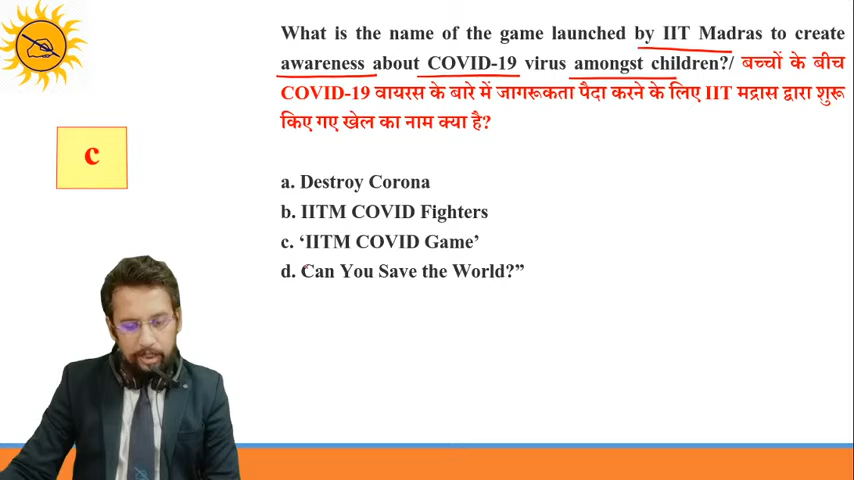 What is the name of the game launched by IIT Madras to create
awareness about COVID-19 virus amongst children?/ बच्चों के बीच
COVID-19 वायरस के बारे में जागरूकता पैदा करने के लिए IIT मद्रास द्वारा शुरू
किए गए खेल का नाम क्या है?
c
a. Destroy Corona
b. IITM COVID Fighters
c. ‘IITM COVID Game’
d. Can You Save the World?”